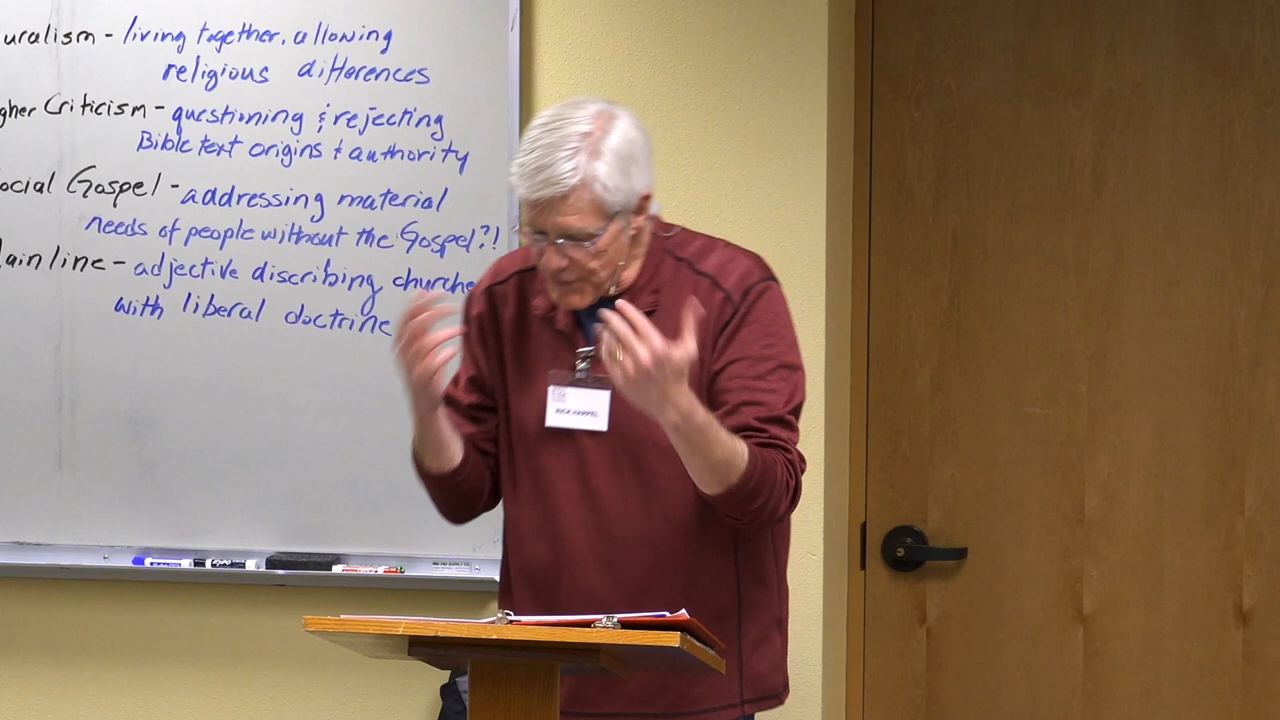 uralism - living together, allowing
religious differences
gher Criticism - questioning & rejecting
Bible text origins & authority
ocial Gospel - addressing material
needs of people without the Gospel?!
ainline - adjective discribing churche
with liberal doctrine